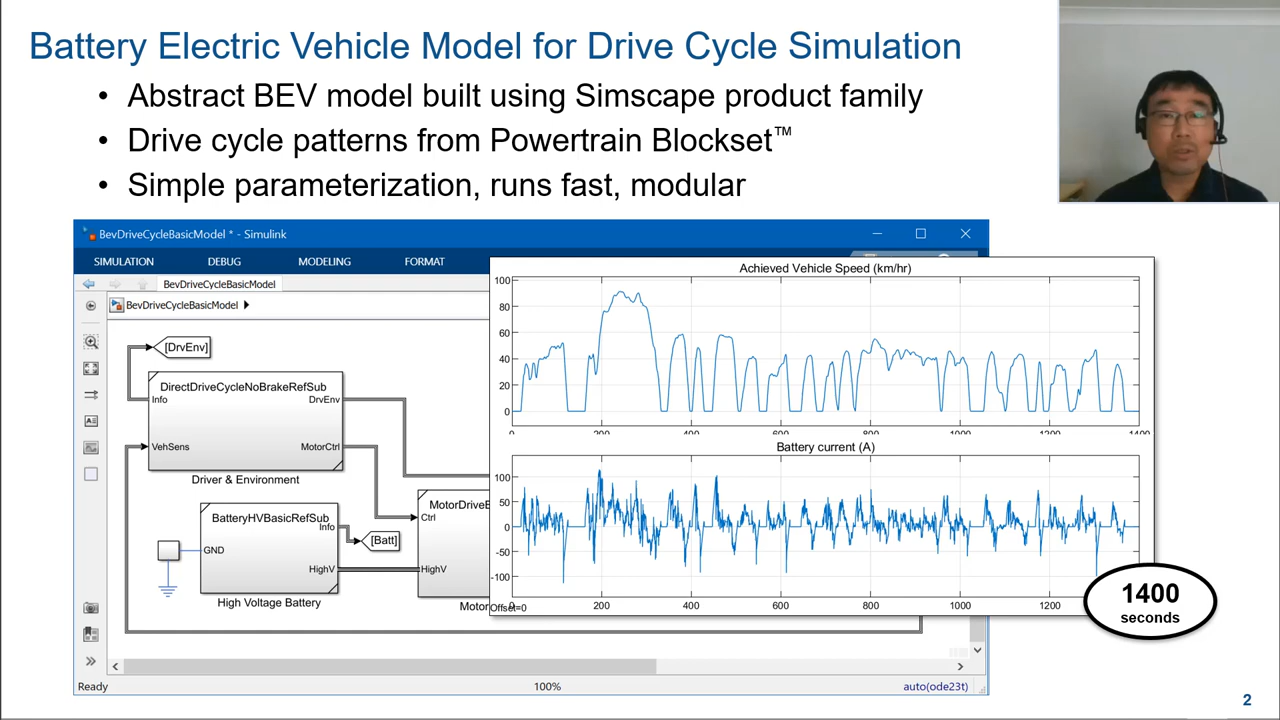 Battery Electric Vehicle Model for Drive Cycle Simulation
• Abstract BEV model built using Simscape product family
• Drive cycle patterns from Powertrain Blockset™
• Simple parameterization, runs fast, modular
BevDriveCycleBasicModel * - Simulink
SIMULATION DEBUG MODELING FORMAT
BevDriveCycleBasicModel
BevDriveCycleBasicModel
[DrvEnv]
DirectDriveCycleNoBrakeRefSub
Info DrvEnv
VehSens MotorCtrl
Driver & Environment
BatteryHVBasicRefSub
Info
[Batt]
GND
HighV
High Voltage Battery
MotorDriveB
Ctrl
HighV
Motor
Achieved Vehicle Speed (km/hr)
100
80
60
40
20
0
0 200 400 600 800 1000 1200 1400
Battery current (A)
100
50
0
-50
-100
0 200 400 600 800 1000 1200
Offset=0
1400
seconds
Ready 100% auto(ode23t)
2